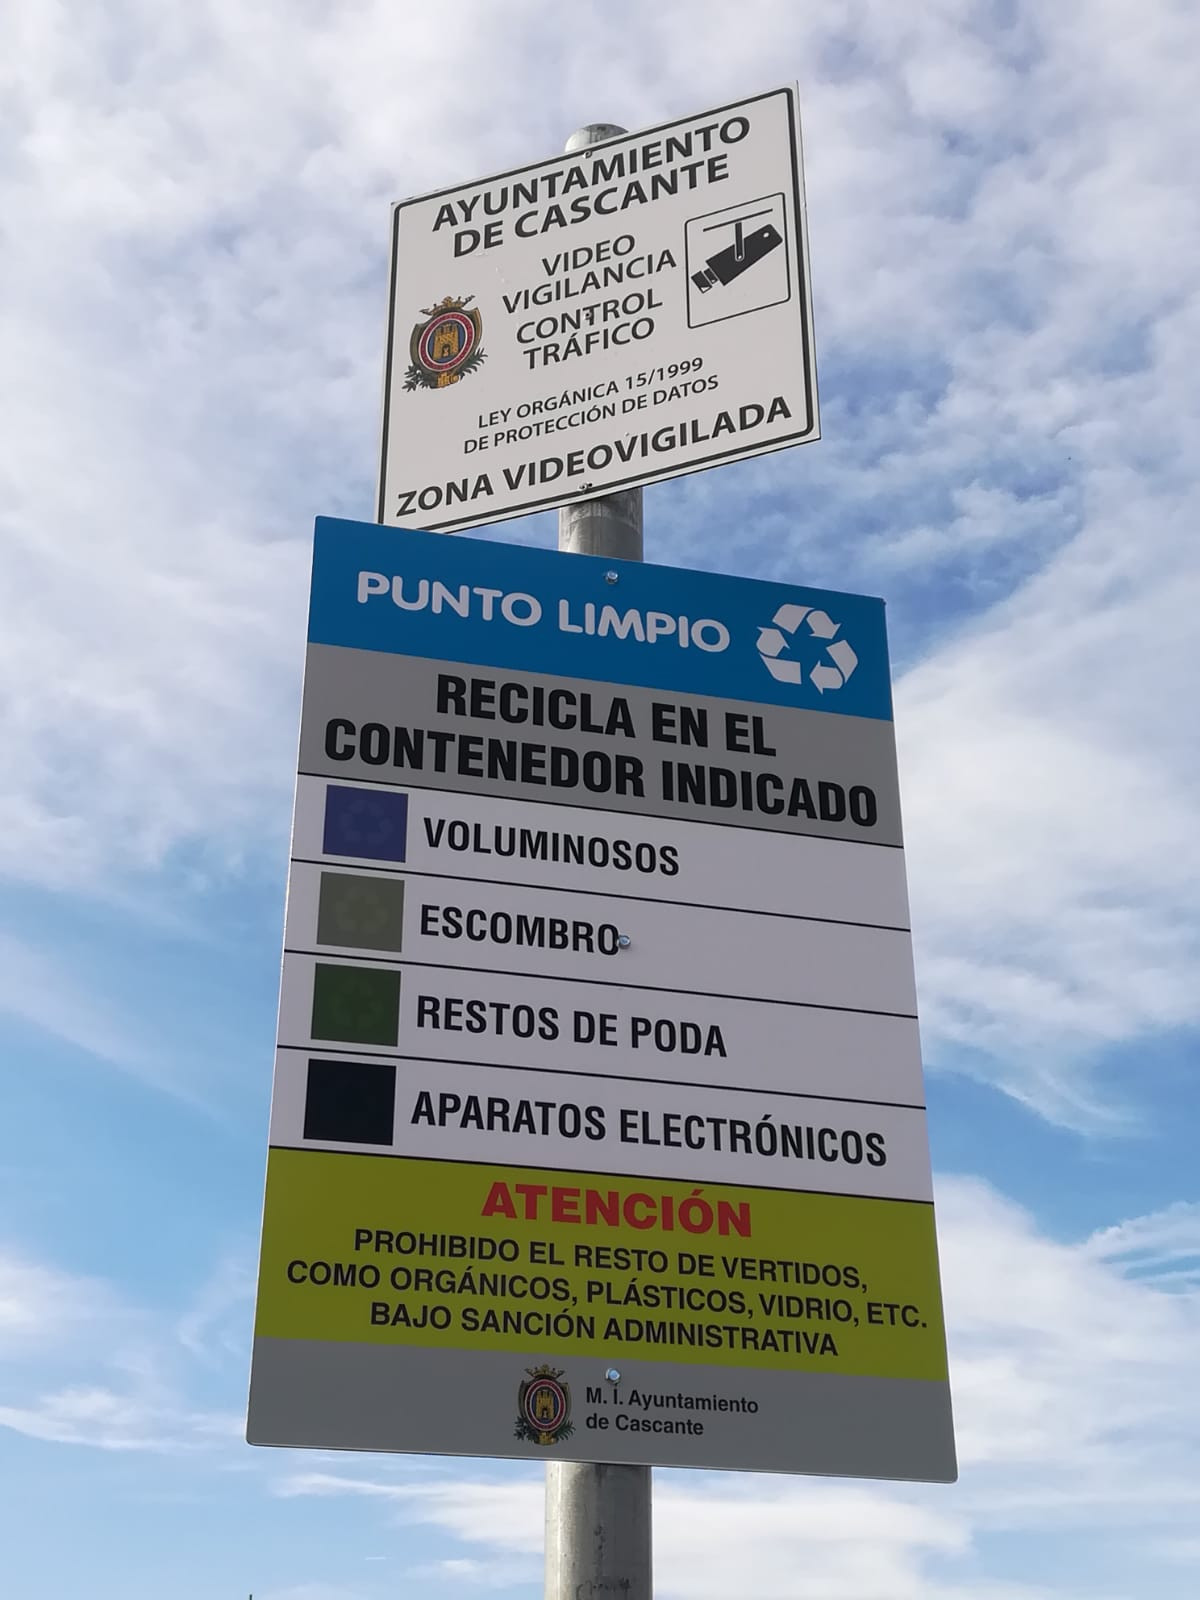 AYUNTAMIENTO
DE CASCANTE
VIDEO
VIGILANCIA
CONTROL
TRÁFICO
LEY ORGÁNICA 15/1999
DE PROTECCIÓN DE DATOS
ZONA VIDEOVIGILADA
PUNTO LIMPIO
RECICLA EN EL
CONTENEDOR INDICADO
VOLUMINOSOS
ESCOMBRO
RESTOS DE PODA
APARATOS ELECTRÓNICOS
ATENCIÓN
PROHIBIDO EL RESTO DE VERTIDOS,
COMO ORGÁNICOS, PLÁSTICOS, VIDRIO, ETC.
BAJO SANCIÓN ADMINISTRATIVA
M. I. Ayuntamiento
de Cascante